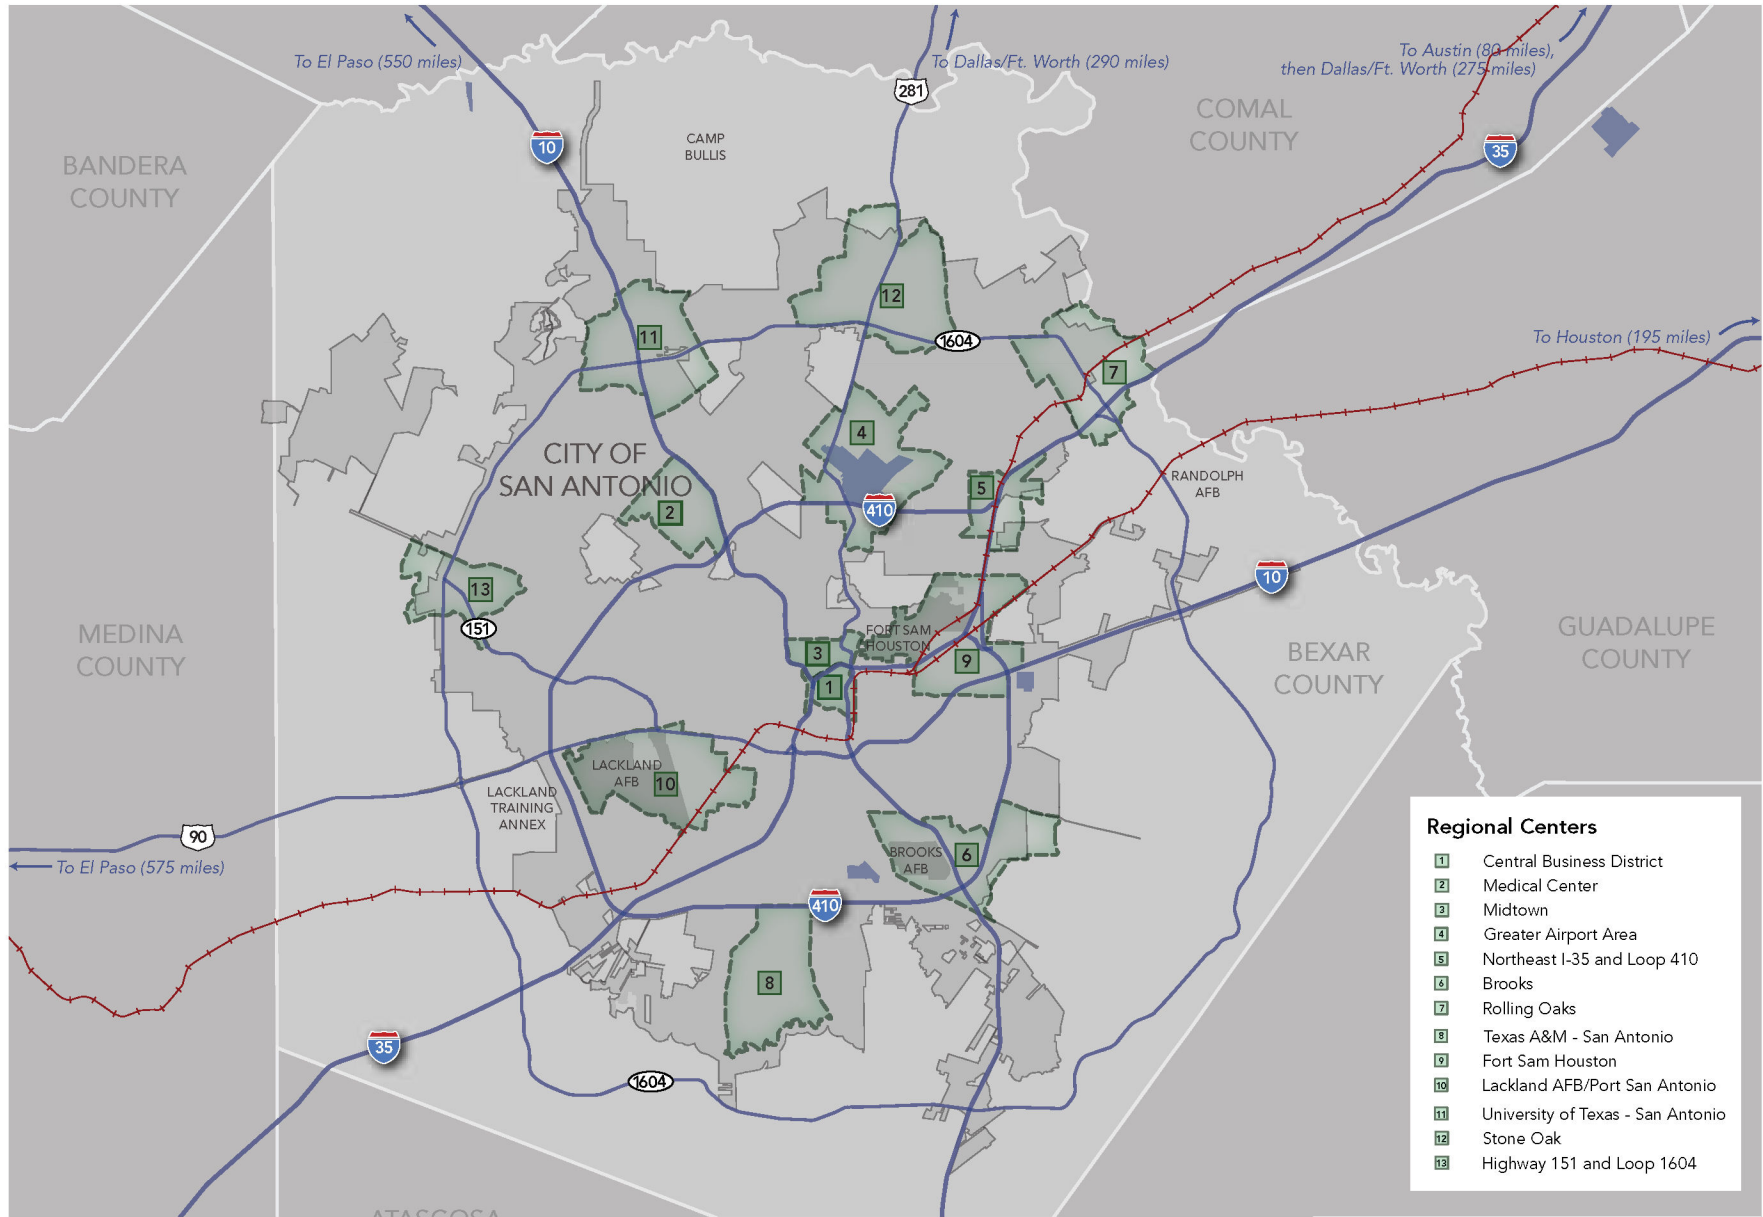 To El Paso (550 miles)
To Dallas/Ft. Worth (290 miles)
To Austin (80 miles),
then Dallas/Ft. Worth (275 miles)
281
COMAL
COUNTY
10
35
CAMP
BULLIS
BANDERA
COUNTY
12
11
1604
To Houston (195 miles)
7
4
CITY OF
SAN ANTONIO
RANDOLPH
AFB
5
2
410
10
13
151
FORT SAM
HOUSTON
MEDINA
COUNTY
3
9
1
BEXAR
COUNTY
GUADALUPE
COUNTY
LACKLAND
AFB
10
LACKLAND
TRAINING
ANNEX
90
To El Paso (575 miles)
BROOKS
AFB
6
410
8
35
1604
ATASCOSA
Regional Centers
1 Central Business District
2 Medical Center
3 Midtown
4 Greater Airport Area
5 Northeast I-35 and Loop 410
6 Brooks
7 Rolling Oaks
8 Texas A&M - San Antonio
9 Fort Sam Houston
10 Lackland AFB/Port San Antonio
11 University of Texas - San Antonio
12 Stone Oak
13 Highway 151 and Loop 1604